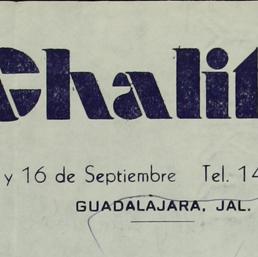 Chalit
y 16 de Septiembre Tel. 14
GUADALAJARA, JAL.